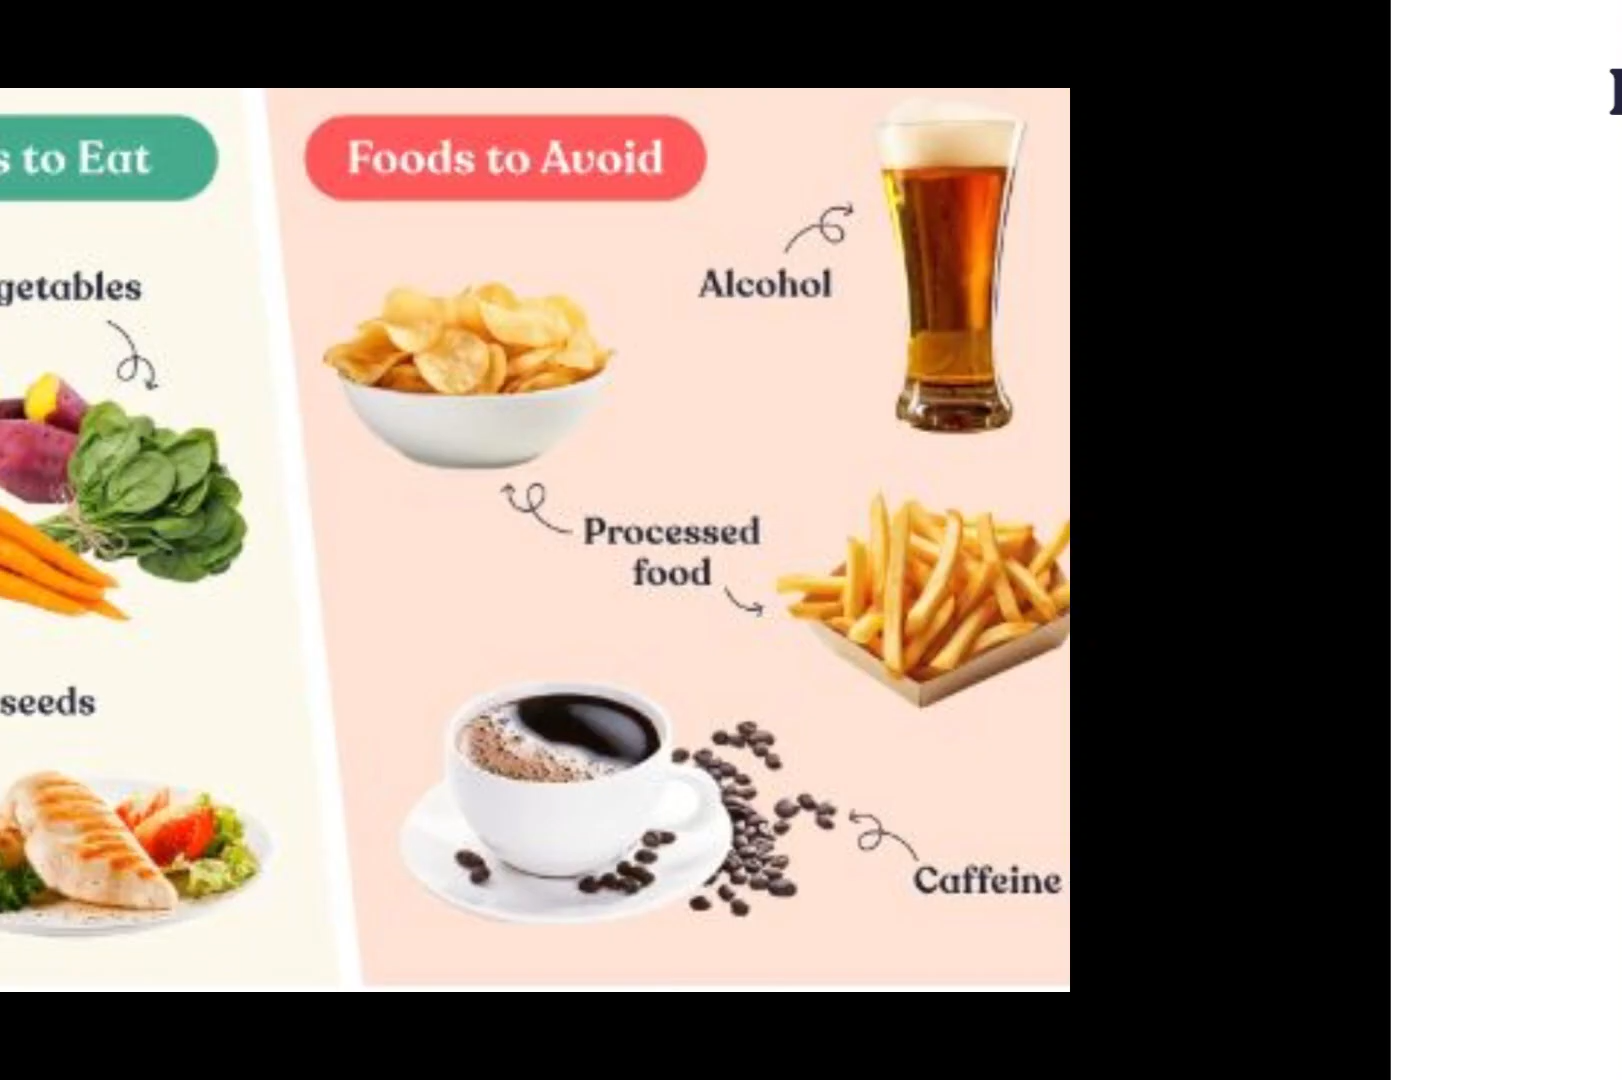 s to Eat
Foods to Avoid
getables
Alcohol
Processed
food
seeds
Caffeine